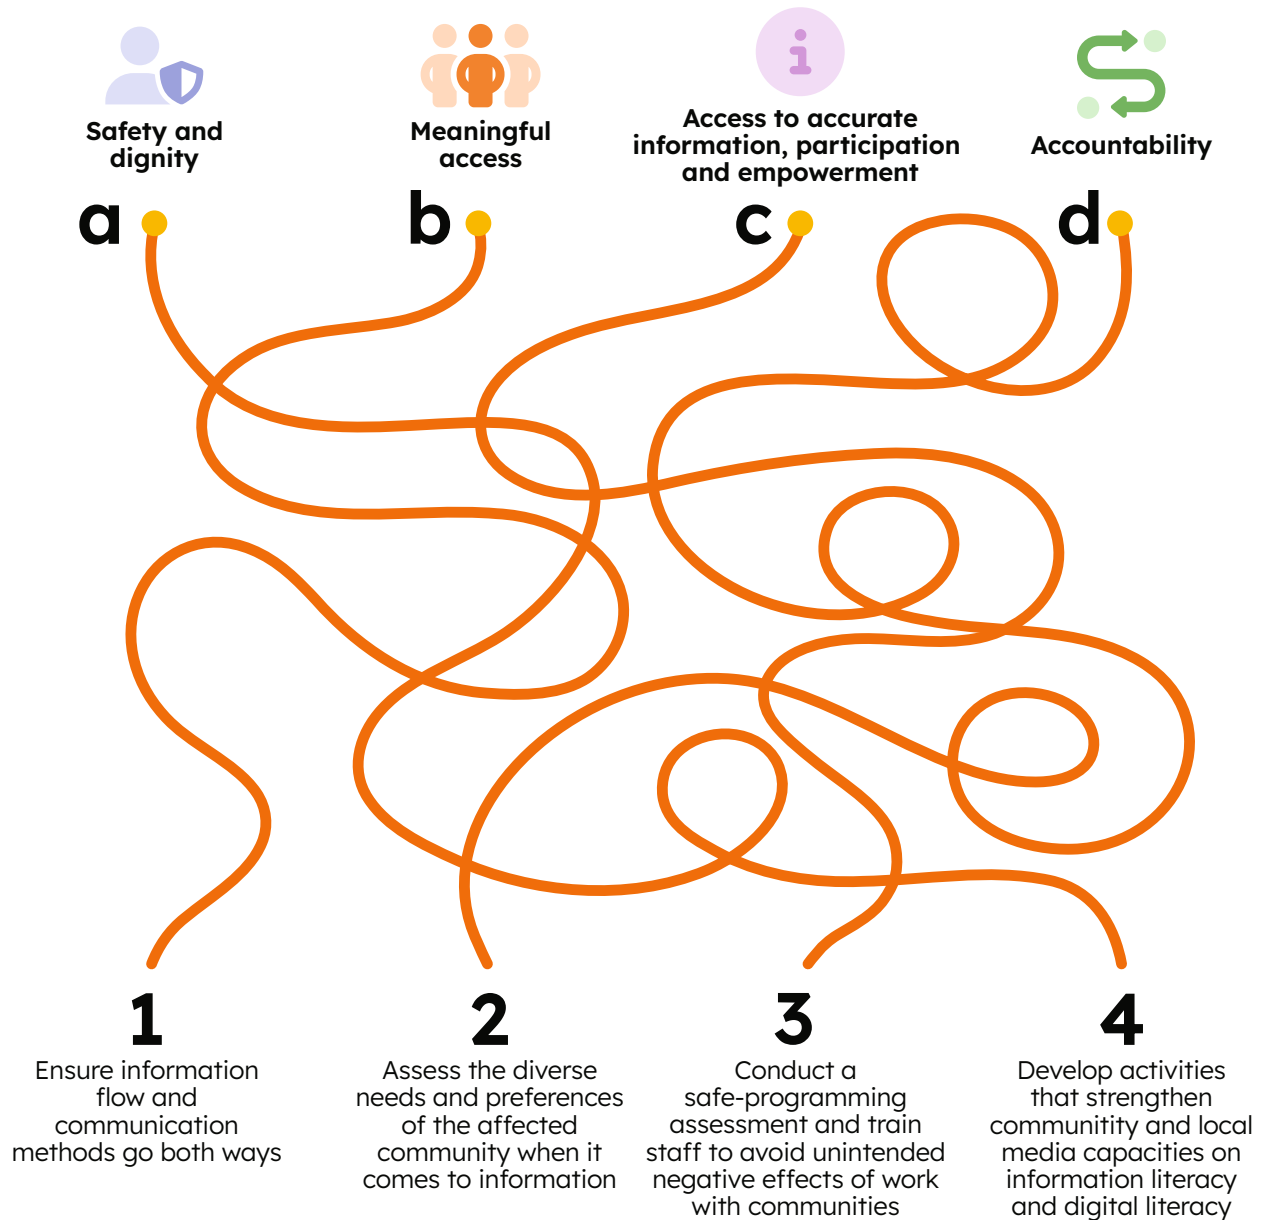 Safety and
dignity
Meaningful
access
Access to accurate
information, participation
and empowerment
Accountability
a
b
c
d
1
Ensure information
flow and
communication
methods go both ways
2
Assess the diverse
needs and preferences
of the affected
community when it
comes to information
3
Conduct a
safe-programming
assessment and train
staff to avoid unintended
negative effects of work
with communities
4
Develop activities
that strengthen
communitity and local
media capacities on
information literacy
and digital literacy